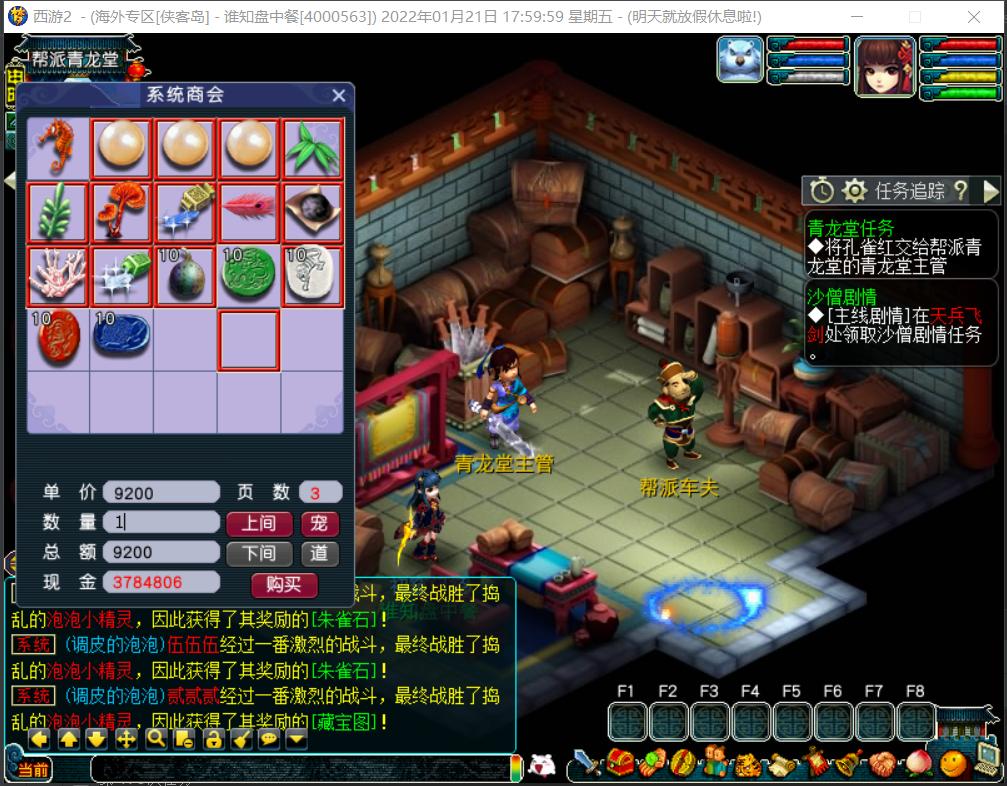 西游2 - (海外专区[侠客岛] - 谁知盘中餐[4000563]) 2022年01月21日 17:59:59 星期五 - (明天就放假休息啦!)
帮派青龙堂
系统商会
10
10
10
10
10
单 价 9200 页 数 3
数 量 1 上间 宠
总 额 9200 下间 道
现 金 3784806 购买
任务追踪 ?
青龙堂任务
◆将孔雀红交给帮派青
龙堂的青龙堂主管
沙僧剧情
◆[主线剧情]在天兵飞
剑处领取沙僧剧情任务
。
青龙堂主管
帮派车夫
谁知盘中餐
战斗，最终战胜了捣
乱的泡泡小精灵，因此获得了其奖励的[朱雀石]!
系统 (调皮的泡泡)伍伍伍经过一番激烈的战斗，最终战胜了捣
乱的泡泡小精灵，因此获得了其奖励的[朱雀石]!
系统 (调皮的泡泡)贰贰贰经过一番激烈的战斗，最终战胜了捣
乱的泡泡小精灵，因此获得了其奖励的[藏宝图]!
F1 F2 F3 F4 F5 F6 F7 F8
当前